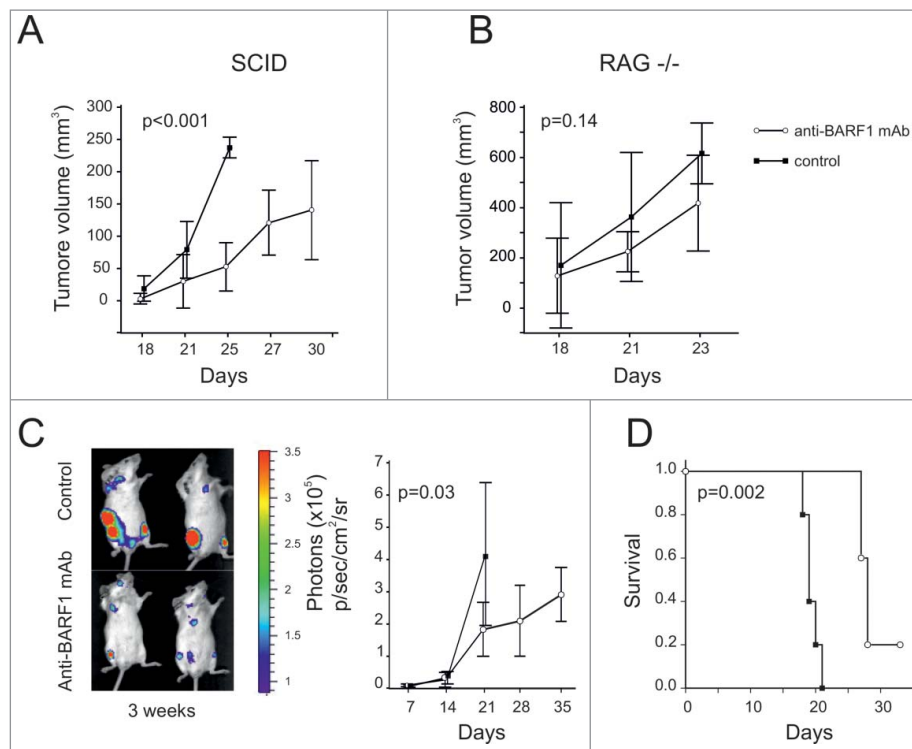 A
SCID
p<0.001
Tumore volume (mm³)
300
250
200
150
100
50
0
18 21 25 27 30
Days
B
RAG -/-
p=0.14
Tumor volume (mm³)
800
600
400
200
0
18 21 23
Days
anti-BARF1 mAb
control
C
Control
Anti-BARF1 mAb
3 weeks
3.5
3
2.5
2
1.5
1
Photons (x10⁵)
p/sec/cm²/sr
p=0.03
7
6
5
4
3
2
1
0
7 14 21 28 35
Days
D
p=0.002
Survival
1.0
0.8
0.6
0.4
0.2
0.0
0 10 20 30
Days